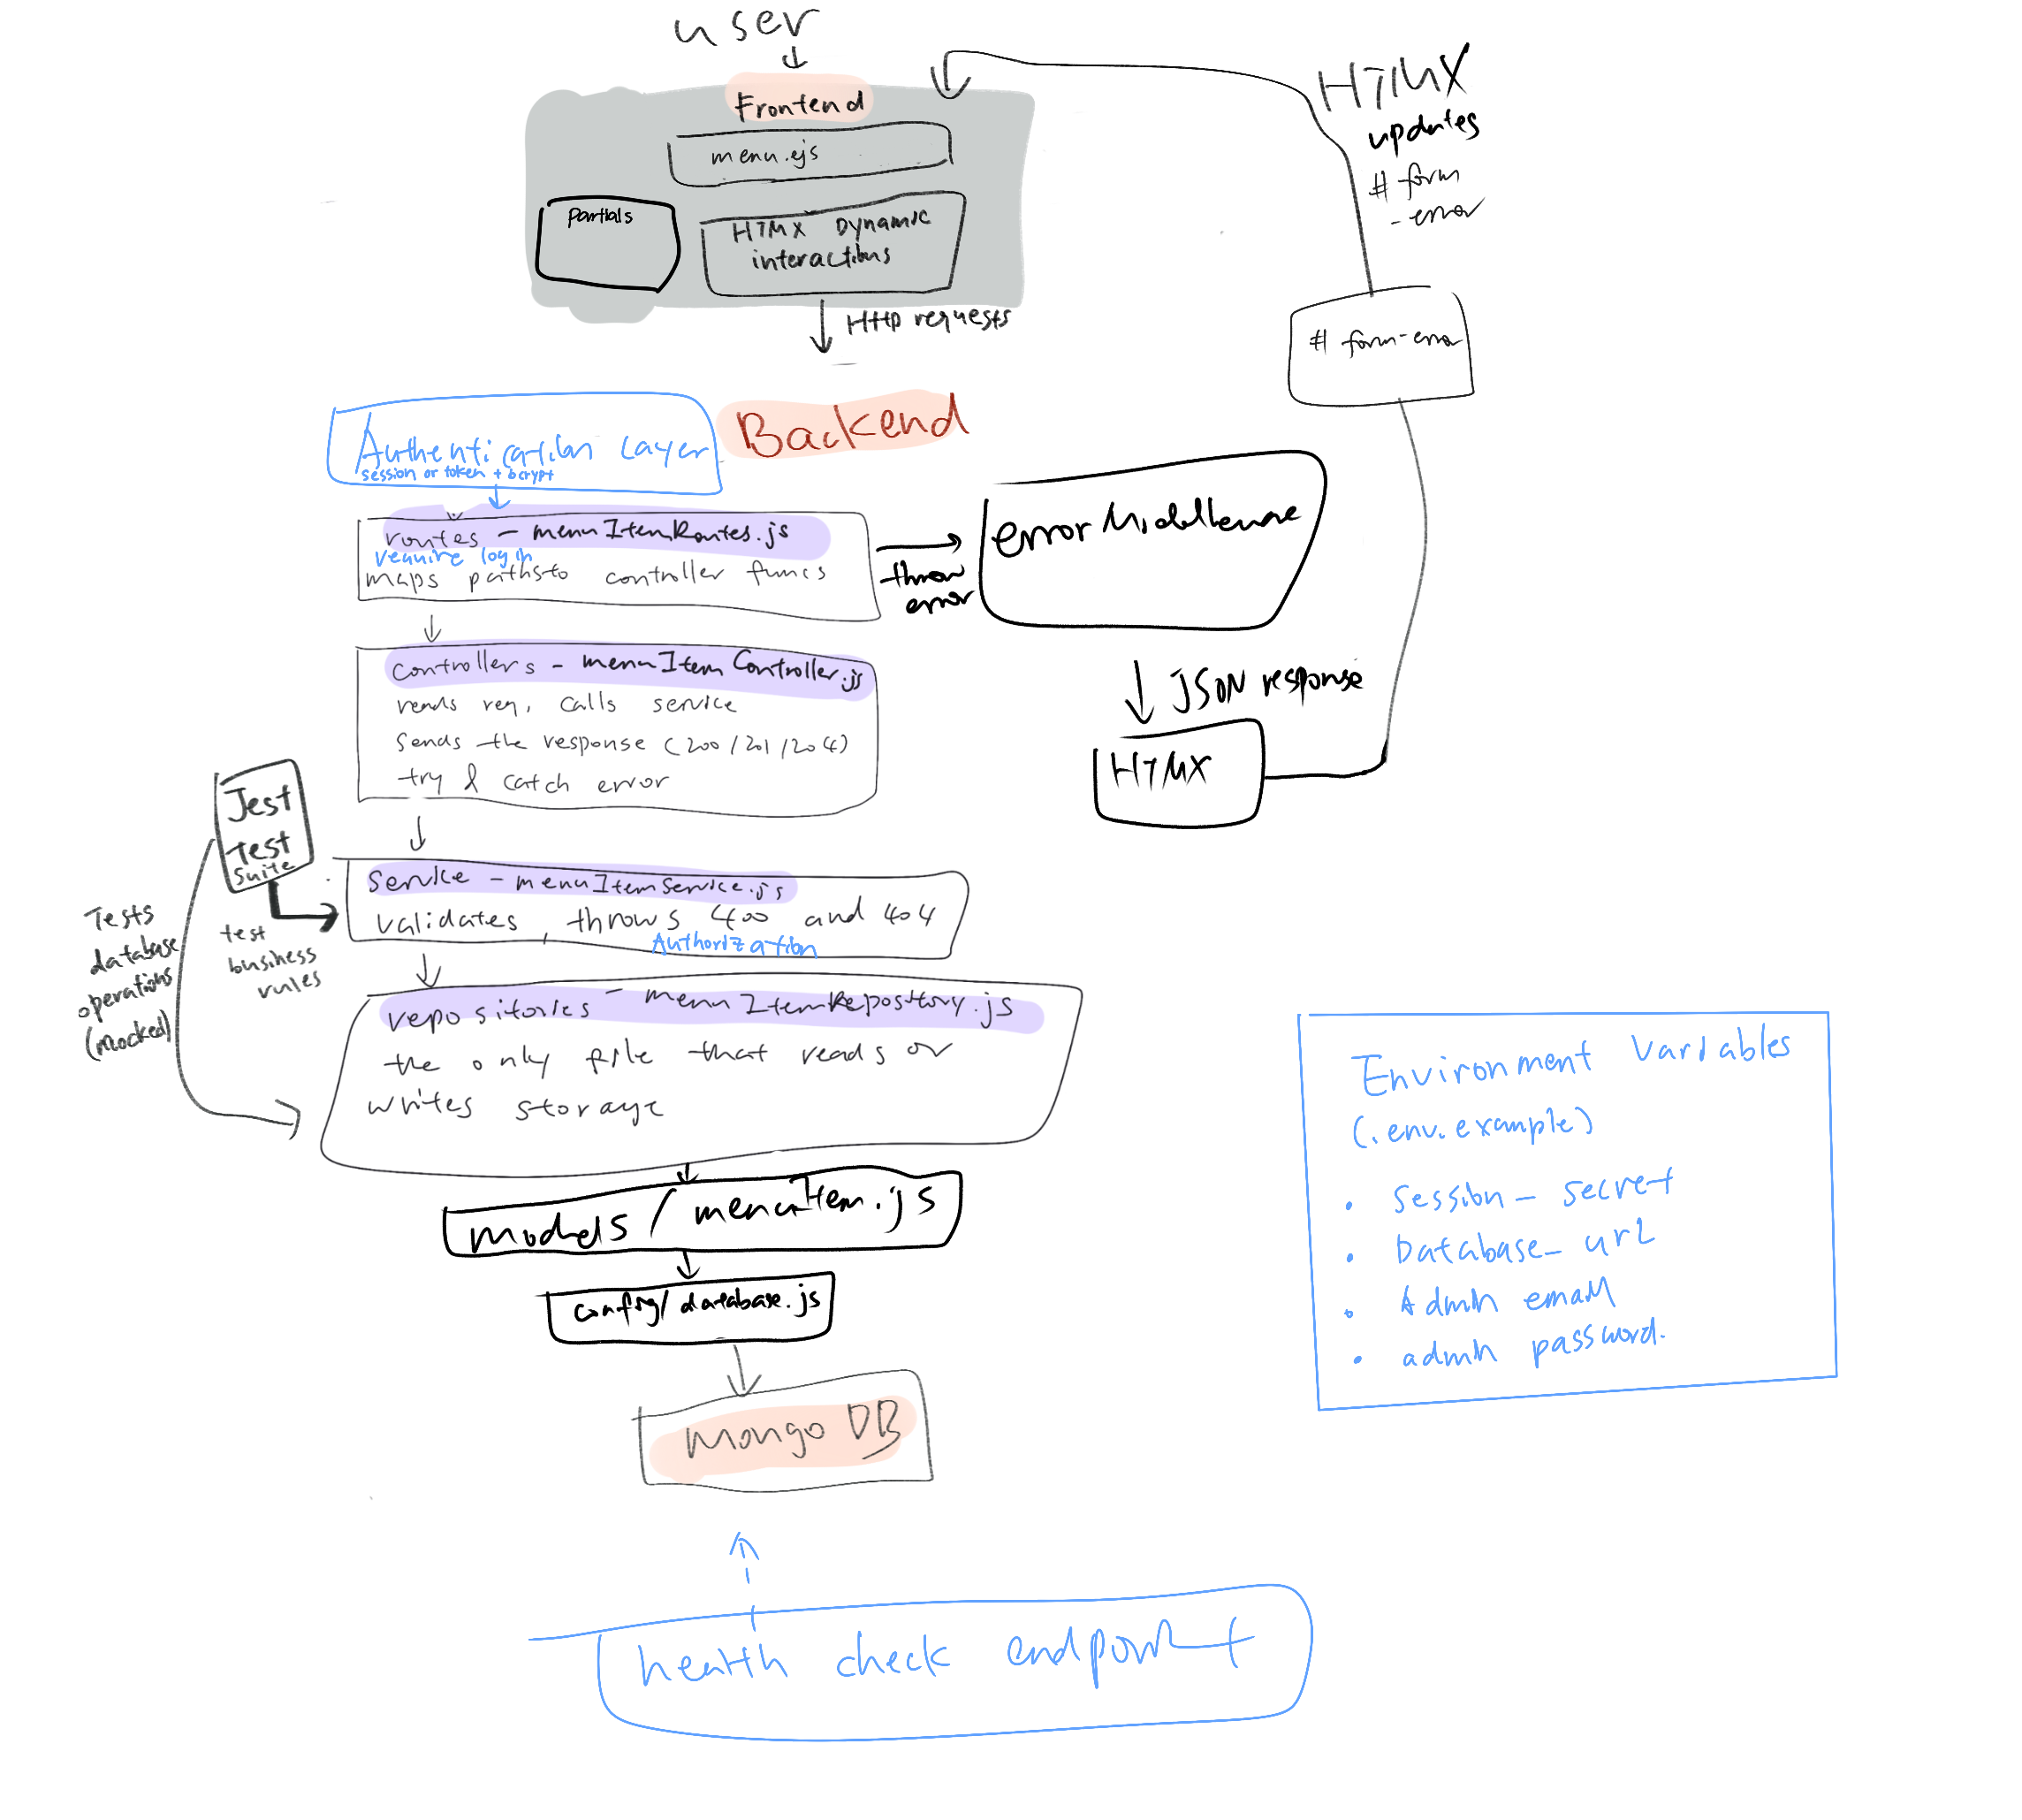 user
Frontend
menu.ejs
Partials
HTMX Dynamic
interactions
Http requests
HTMX
updates
# form
- error
# form-error
Backend
Authentication Layer
session or token + bcrypt
routes - menuItemRoutes.js
require log in
maps paths to controller funcs
throw
error
errorMiddleware
JSON response
HTMX
controllers - menuItemController.js
reads req, calls service
sends the response (200/201/204)
try & catch error
Jest
test
suite
Tests
database
operations
(mocked)
test
business
rules
Service - menuItemService.js
validates, throws 400 and 404
Authorization
repositories - menuItemRepository.js
the only file that reads or
writes storage
models / menuItem.js
config/database.js
Mongo DB
Environment Variables
(.env.example)
• Session_ secret
• Database_ url
• Admin email
• admin password.
health check endpoint